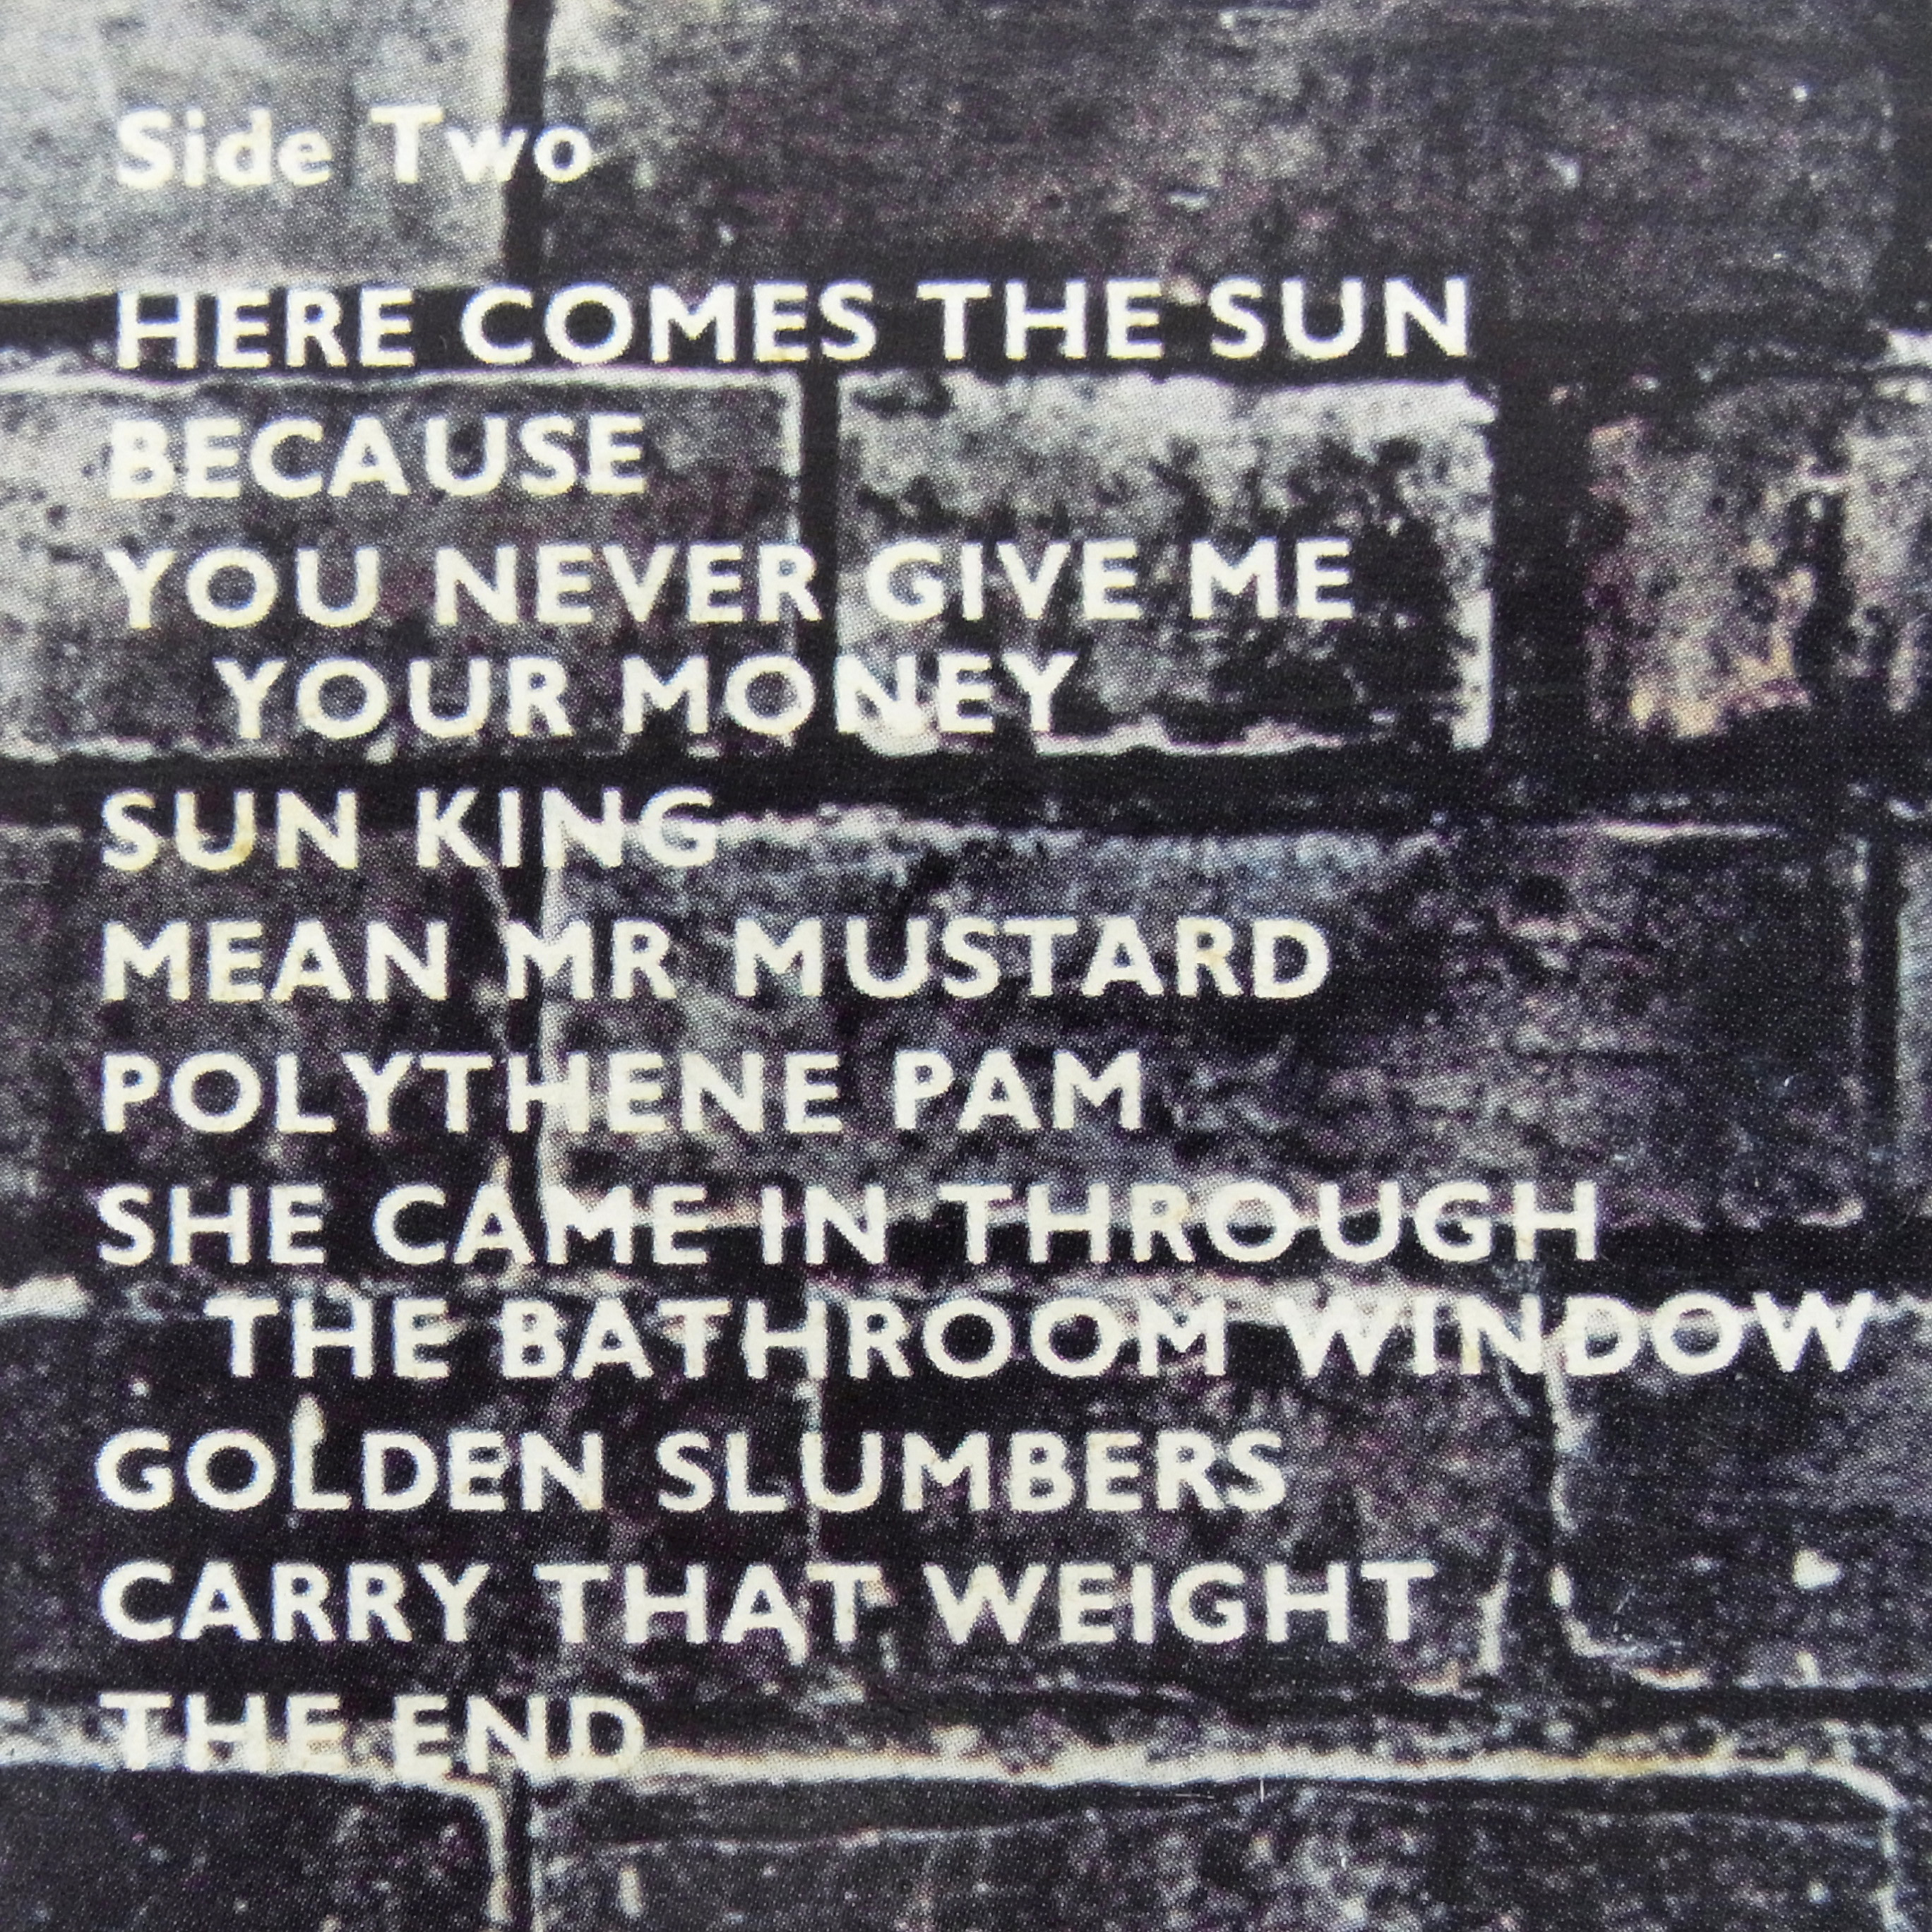 Side Two
HERE COMES THE SUN
BECAUSE
YOU NEVER GIVE ME
YOUR MONEY
SUN KING
MEAN MR MUSTARD
POLYTHENE PAM
SHE CAME IN THROUGH
THE BATHROOM WINDOW
GOLDEN SLUMBERS
CARRY THAT WEIGHT
THE END